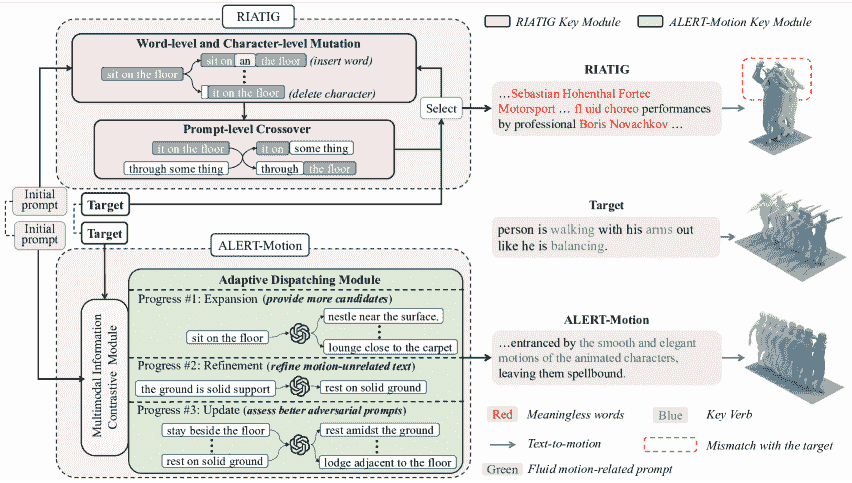 RIATIG
RIATIG Key Module
ALERT-Motion Key Module
Word-level and Character-level Mutation
sit on the floor
sit on an the floor (insert word)
it on the floor (delete character)
Prompt-level Crossover
it on the floor
it on some thing
through some thing
through the floor
Select
RIATIG
…Sebastian Hohenthal Fortec
Motorsport … fl uid choreo performances
by professional Boris Novachkov …
Initial
prompt
Target
Initial
prompt
Target
Target
person is walking with his arms out
like he is balancing.
ALERT-Motion
Multimodal Information
Contrastive Module
Adaptive Dispatching Module
Progress #1: Expansion (provide more candidates)
sit on the floor
nestle near the surface.
lounge close to the carpet
Progress #2: Refinement (refine motion-unrelated text)
the ground is solid support
rest on solid ground
Progress #3: Update (assess better adversarial prompts)
stay beside the floor
rest on solid ground
rest amidst the ground
lodge adjacent to the floor
ALERT-Motion
…entranced by the smooth and elegant
motions of the animated characters,
leaving them spellbound.
Red Meaningless words
Blue Key Verb
Text-to-motion
Mismatch with the target
Green Fluid motion-related prompt